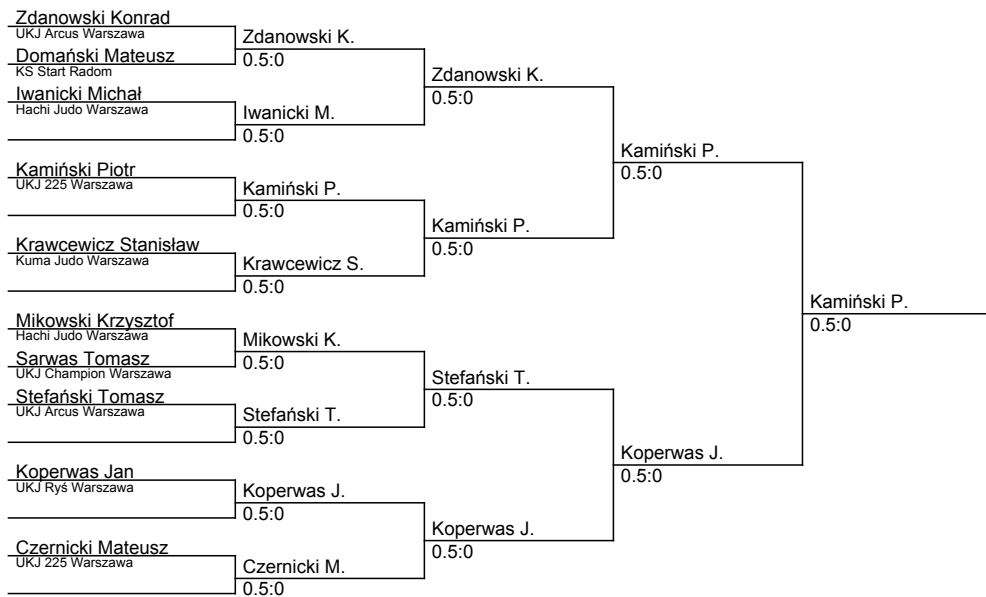 Zdanowski Konrad
UKJ Arcus Warszawa
Domański Mateusz
KS Start Radom
Iwanicki Michał
Hachi Judo Warszawa
Kamiński Piotr
UKJ 225 Warszawa
Krawcewicz Stanisław
Kuma Judo Warszawa
Mikowski Krzysztof
Hachi Judo Warszawa
Sarwas Tomasz
UKJ Champion Warszawa
Stefański Tomasz
UKJ Arcus Warszawa
Koperwas Jan
UKJ Ryś Warszawa
Czernicki Mateusz
UKJ 225 Warszawa
Zdanowski K.
0.5:0
Iwanicki M.
0.5:0
Kamiński P.
0.5:0
Krawcewicz S.
0.5:0
Mikowski K.
0.5:0
Stefański T.
0.5:0
Koperwas J.
0.5:0
Czernicki M.
0.5:0
Zdanowski K.
0.5:0
Kamiński P.
0.5:0
Stefański T.
0.5:0
Koperwas J.
0.5:0
Kamiński P.
0.5:0
Koperwas J.
0.5:0
Kamiński P.
0.5:0